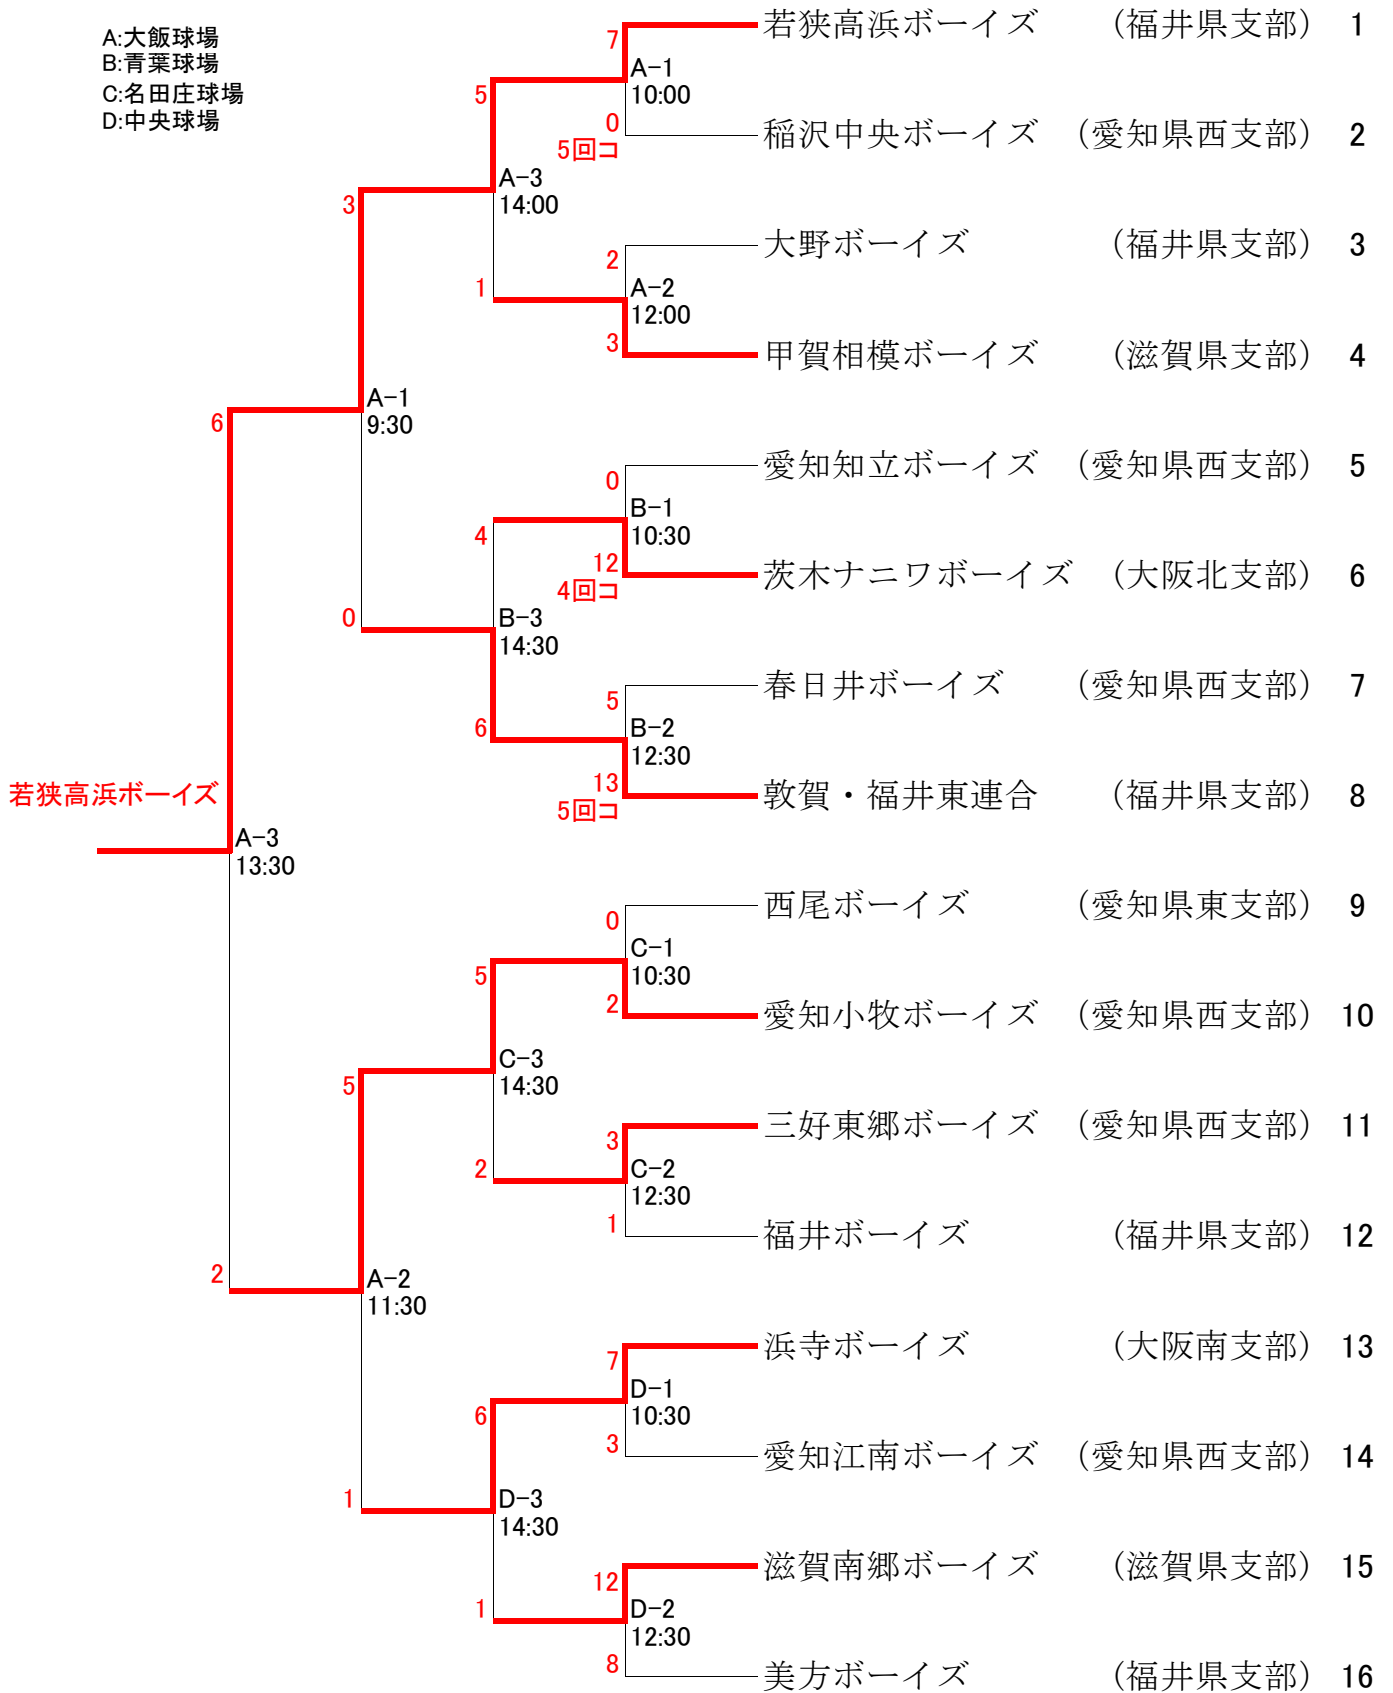 A:大飯球場
B:青葉球場
C:名田庄球場
D:中央球場
若狭高浜ボーイズ （福井県支部） 1
7
A-1
10:00
5
0
5回コ
稲沢中央ボーイズ （愛知県西支部） 2
A-3
14:00
3
大野ボーイズ （福井県支部） 3
2
A-2
12:00
1
3
甲賀相模ボーイズ （滋賀県支部） 4
A-1
9:30
6
愛知知立ボーイズ （愛知県西支部） 5
0
B-1
10:30
4
12
4回コ
茨木ナニワボーイズ （大阪北支部） 6
B-3
14:30
0
春日井ボーイズ （愛知県西支部） 7
5
B-2
12:30
6
13
5回コ
敦賀・福井東連合 （福井県支部） 8
若狭高浜ボーイズ
A-3
13:30
西尾ボーイズ （愛知県東支部） 9
0
C-1
10:30
5
2
愛知小牧ボーイズ （愛知県西支部） 10
C-3
14:30
5
三好東郷ボーイズ （愛知県西支部） 11
3
C-2
12:30
2
1
福井ボーイズ （福井県支部） 12
A-2
11:30
2
浜寺ボーイズ （大阪南支部） 13
7
D-1
10:30
6
3
愛知江南ボーイズ （愛知県西支部） 14
D-3
14:30
1
滋賀南郷ボーイズ （滋賀県支部） 15
12
D-2
12:30
1
8
美方ボーイズ （福井県支部） 16